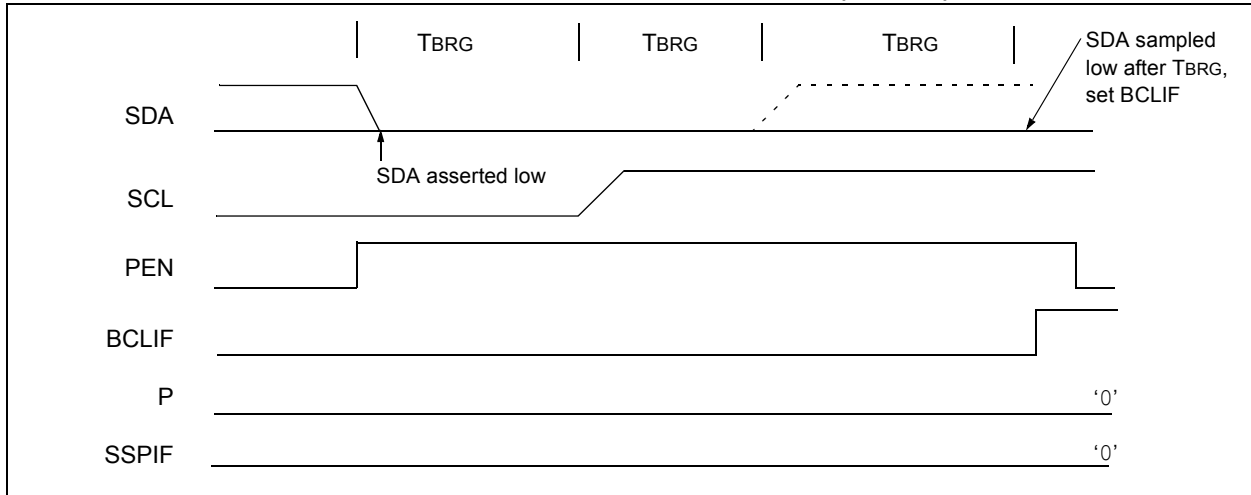 TBRG TBRG TBRG
SDA sampled
low after TBRG,
set BCLIF
SDA
SDA asserted low
SCL
PEN
BCLIF
P
‘0’
SSPIF
‘0’